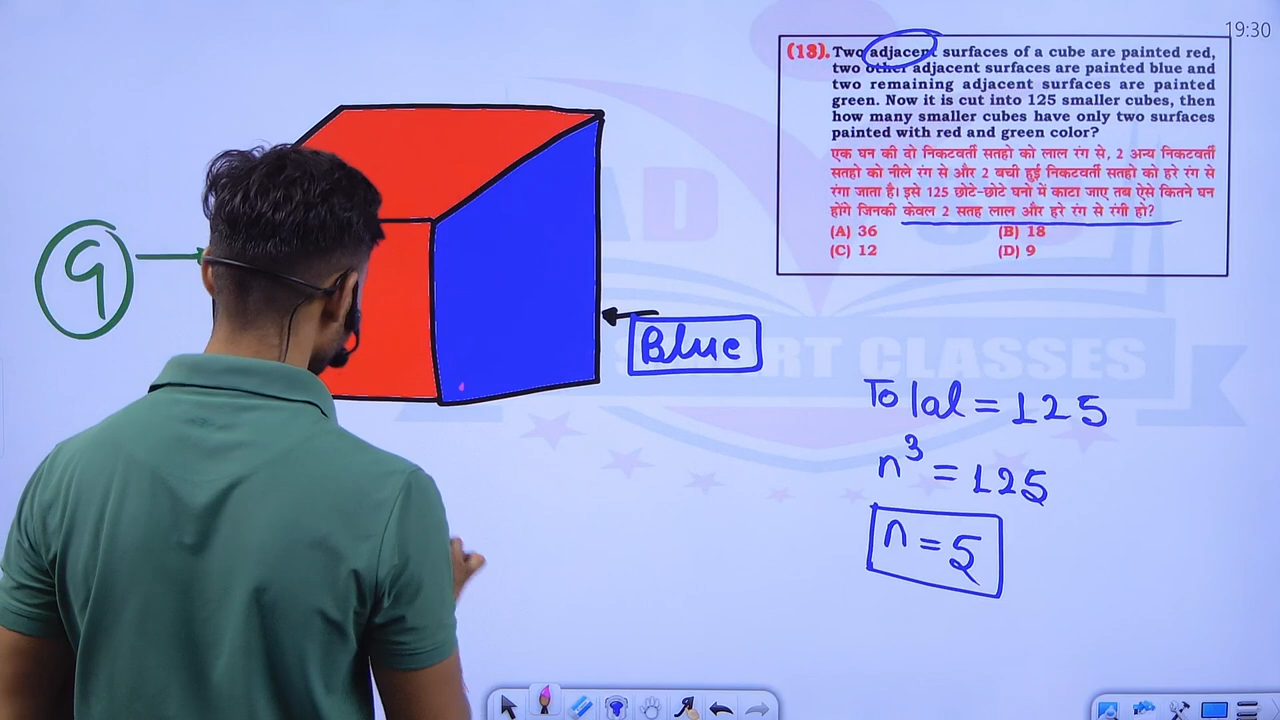 19:30
(13). Two adjacent surfaces of a cube are painted red,
two other adjacent surfaces are painted blue and
two remaining adjacent surfaces are painted
green. Now it is cut into 125 smaller cubes, then
how many smaller cubes have only two surfaces
painted with red and green color?
एक घन की दो निकटवर्ती सतहो को लाल रंग से, 2 अन्य निकटवर्ती
सतहो को नीले रंग से और 2 बची हुई निकटवर्ती सतहो को हरे रंग से
रंगा जाता है। इसे 125 छोटे-छोटे घनो में काटा जाए तब ऐसे कितने घन
होंगे जिनकी केवल 2 सतह लाल और हरे रंग से रंगी हो?
(A) 36 (B) 18
(C) 12 (D) 9
G
Blue
Total = 125
n³ = 125
n = 5